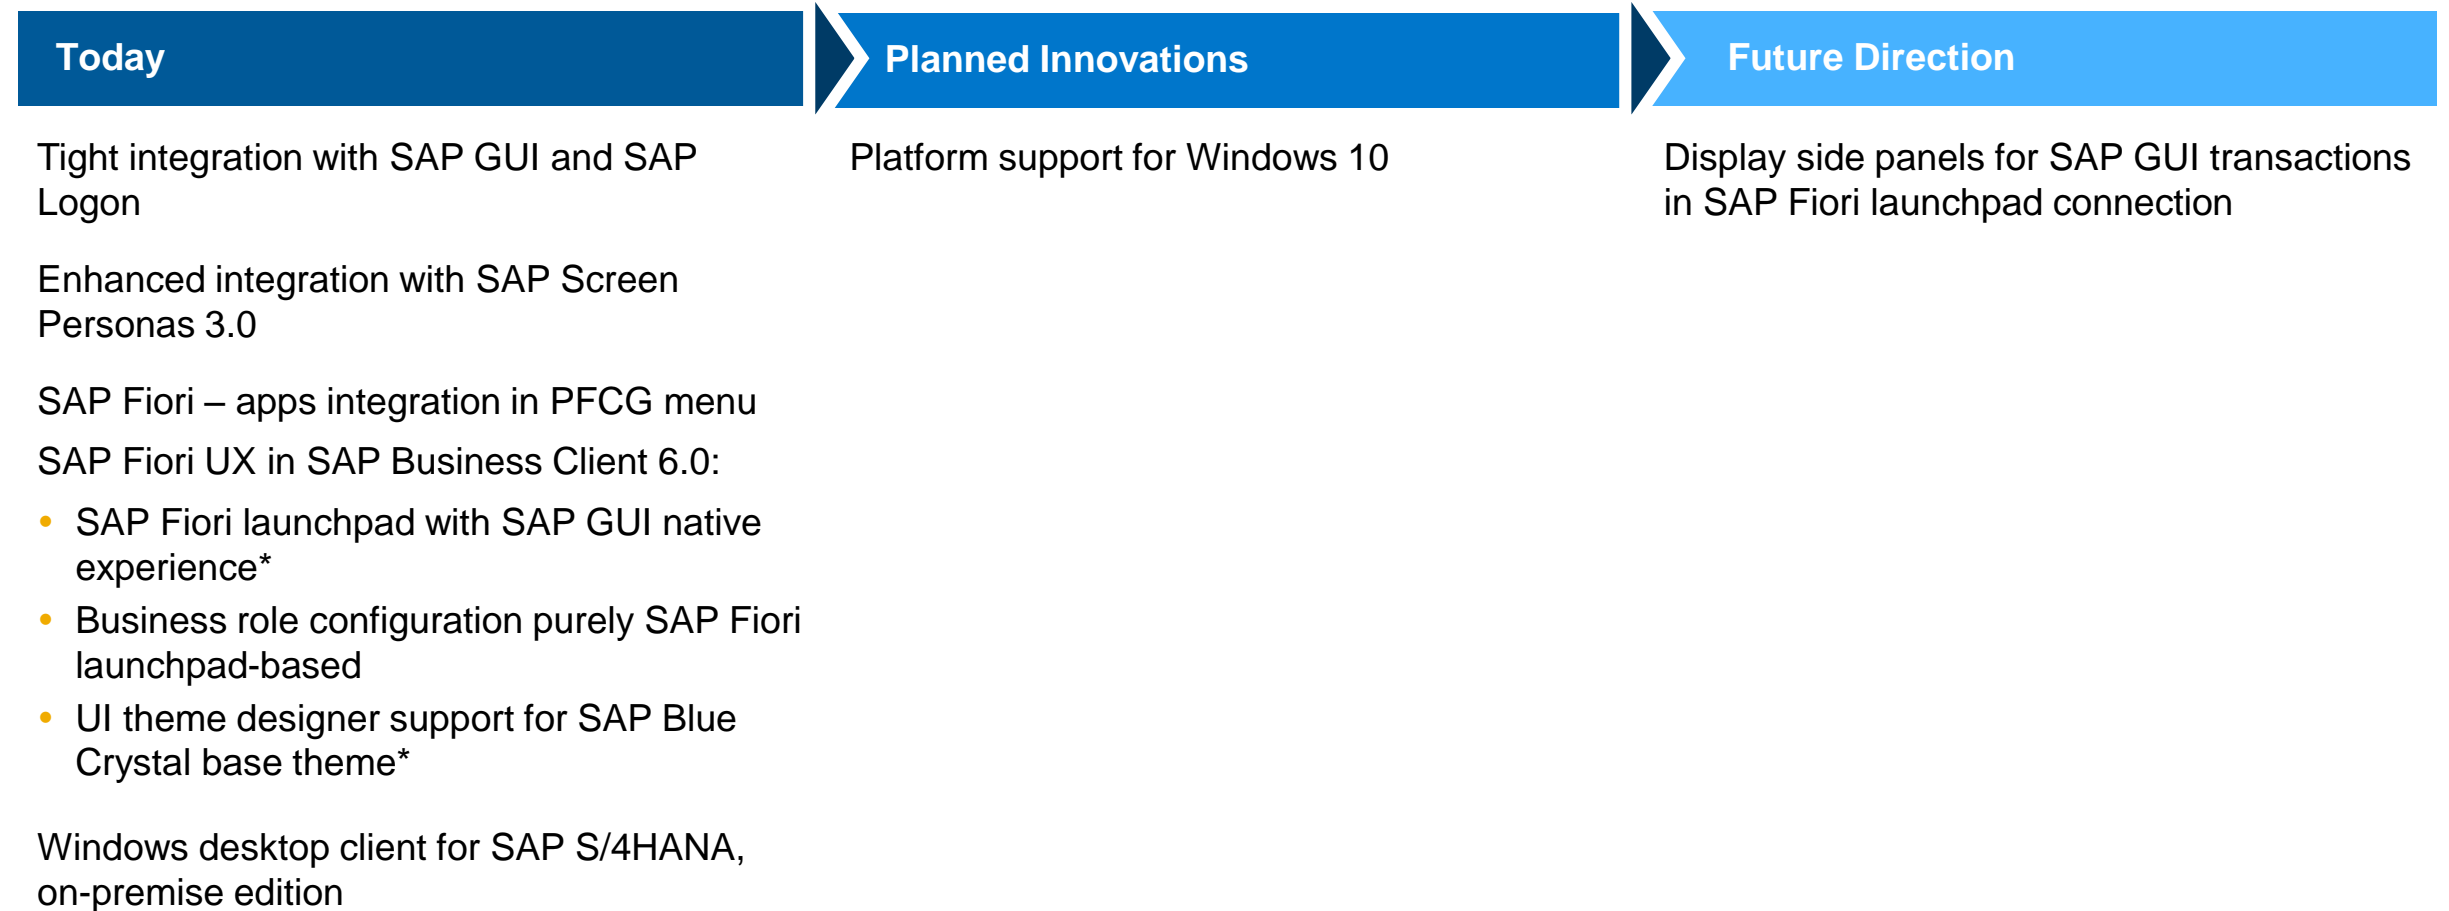 Today
Planned Innovations
Future Direction
Tight integration with SAP GUI and SAP
Logon
Enhanced integration with SAP Screen
Personas 3.0
SAP Fiori – apps integration in PFCG menu
SAP Fiori UX in SAP Business Client 6.0:
• SAP Fiori launchpad with SAP GUI native
experience*
• Business role configuration purely SAP Fiori
launchpad-based
• UI theme designer support for SAP Blue
Crystal base theme*
Windows desktop client for SAP S/4HANA,
on-premise edition
Platform support for Windows 10
Display side panels for SAP GUI transactions
in SAP Fiori launchpad connection